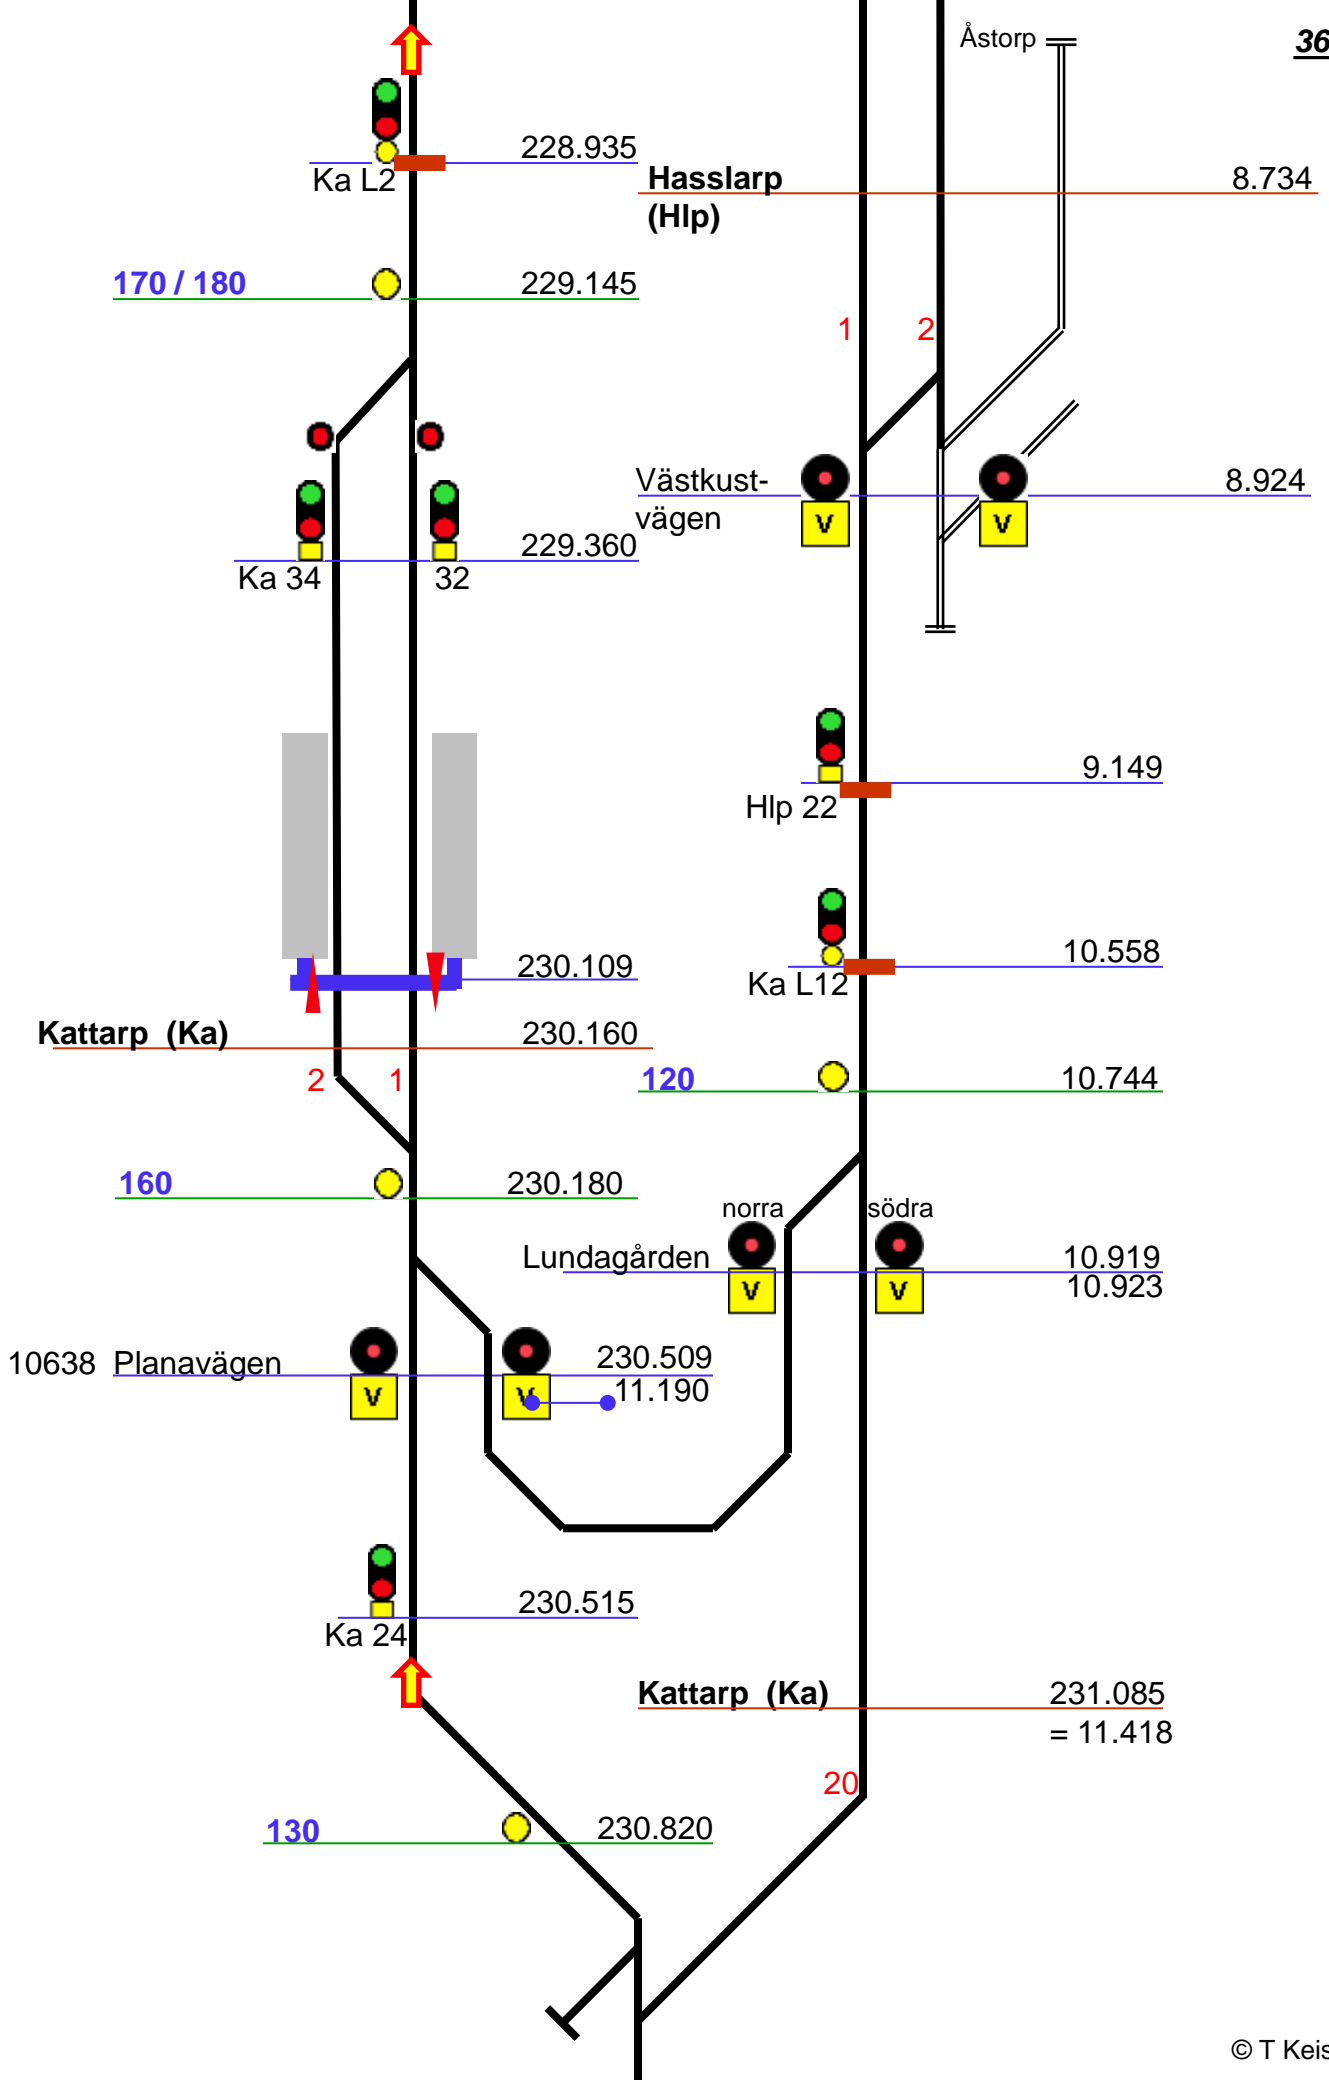 Åstorp
36
228.935
Ka L2
Hasslarp
(Hlp)
8.734
170 / 180
229.145
1
2
Västkust-
vägen
8.924
V
V
229.360
Ka 34
32
9.149
Hlp 22
10.558
Ka L12
230.109
Kattarp (Ka)
230.160
2
1
120
10.744
160
230.180
norra
södra
Lundagården
10.919
10.923
V
V
10638 Planavägen
230.509
11.190
V
V
230.515
Ka 24
Kattarp (Ka)
231.085
= 11.418
20
130
230.820
© T Keis